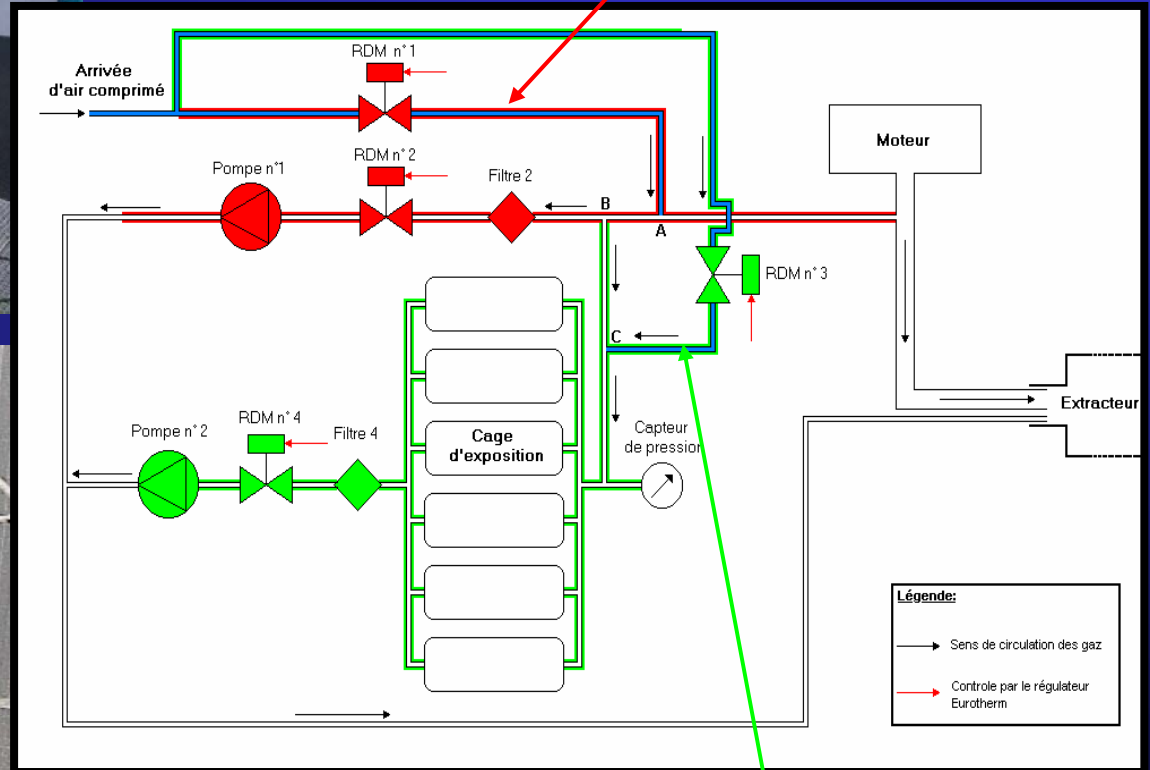 RDM n°1
Arrivée
d'air comprimé
Moteur
RDM n°2
Pompe n°1
Filtre 2
B
A
RDM n°3
C
Extracteur
RDM n°4
Pompe n°2
Filtre 4
Cage
d'exposition
Capteur
de pression
Légende:
Sens de circulation des gaz
Controle par le régulateur
Eurotherm